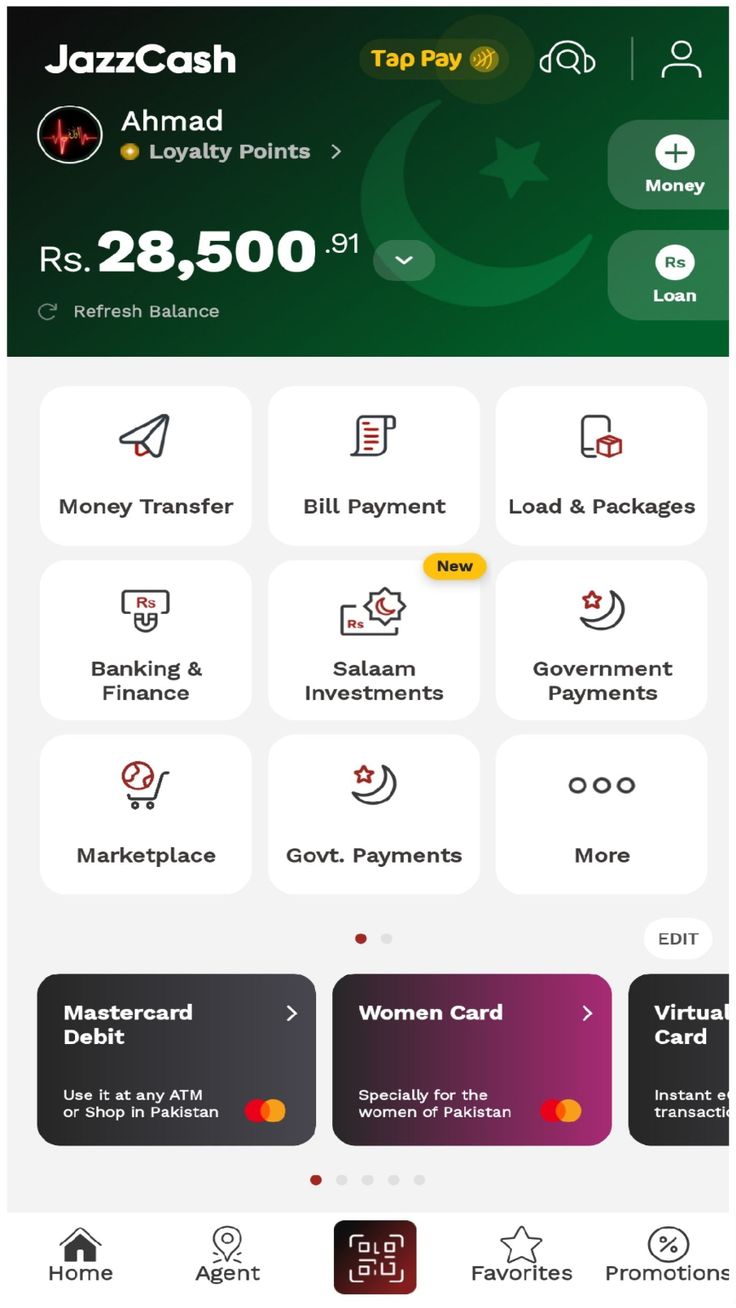 JazzCash
Tap Pay
Ahmad
Loyalty Points
Money
Rs. 28,500.91
Rs
Loan
Refresh Balance
Money Transfer
Bill Payment
Load & Packages
New
Rs
Rs
Banking &
Finance
Salaam
Investments
Government
Payments
Marketplace
Govt. Payments
More
EDIT
Mastercard
Debit
Use it at any ATM
or Shop in Pakistan
Women Card
Specially for the
women of Pakistan
Virtual
Card
Instant
Home
Agent
Favorites
Promotions